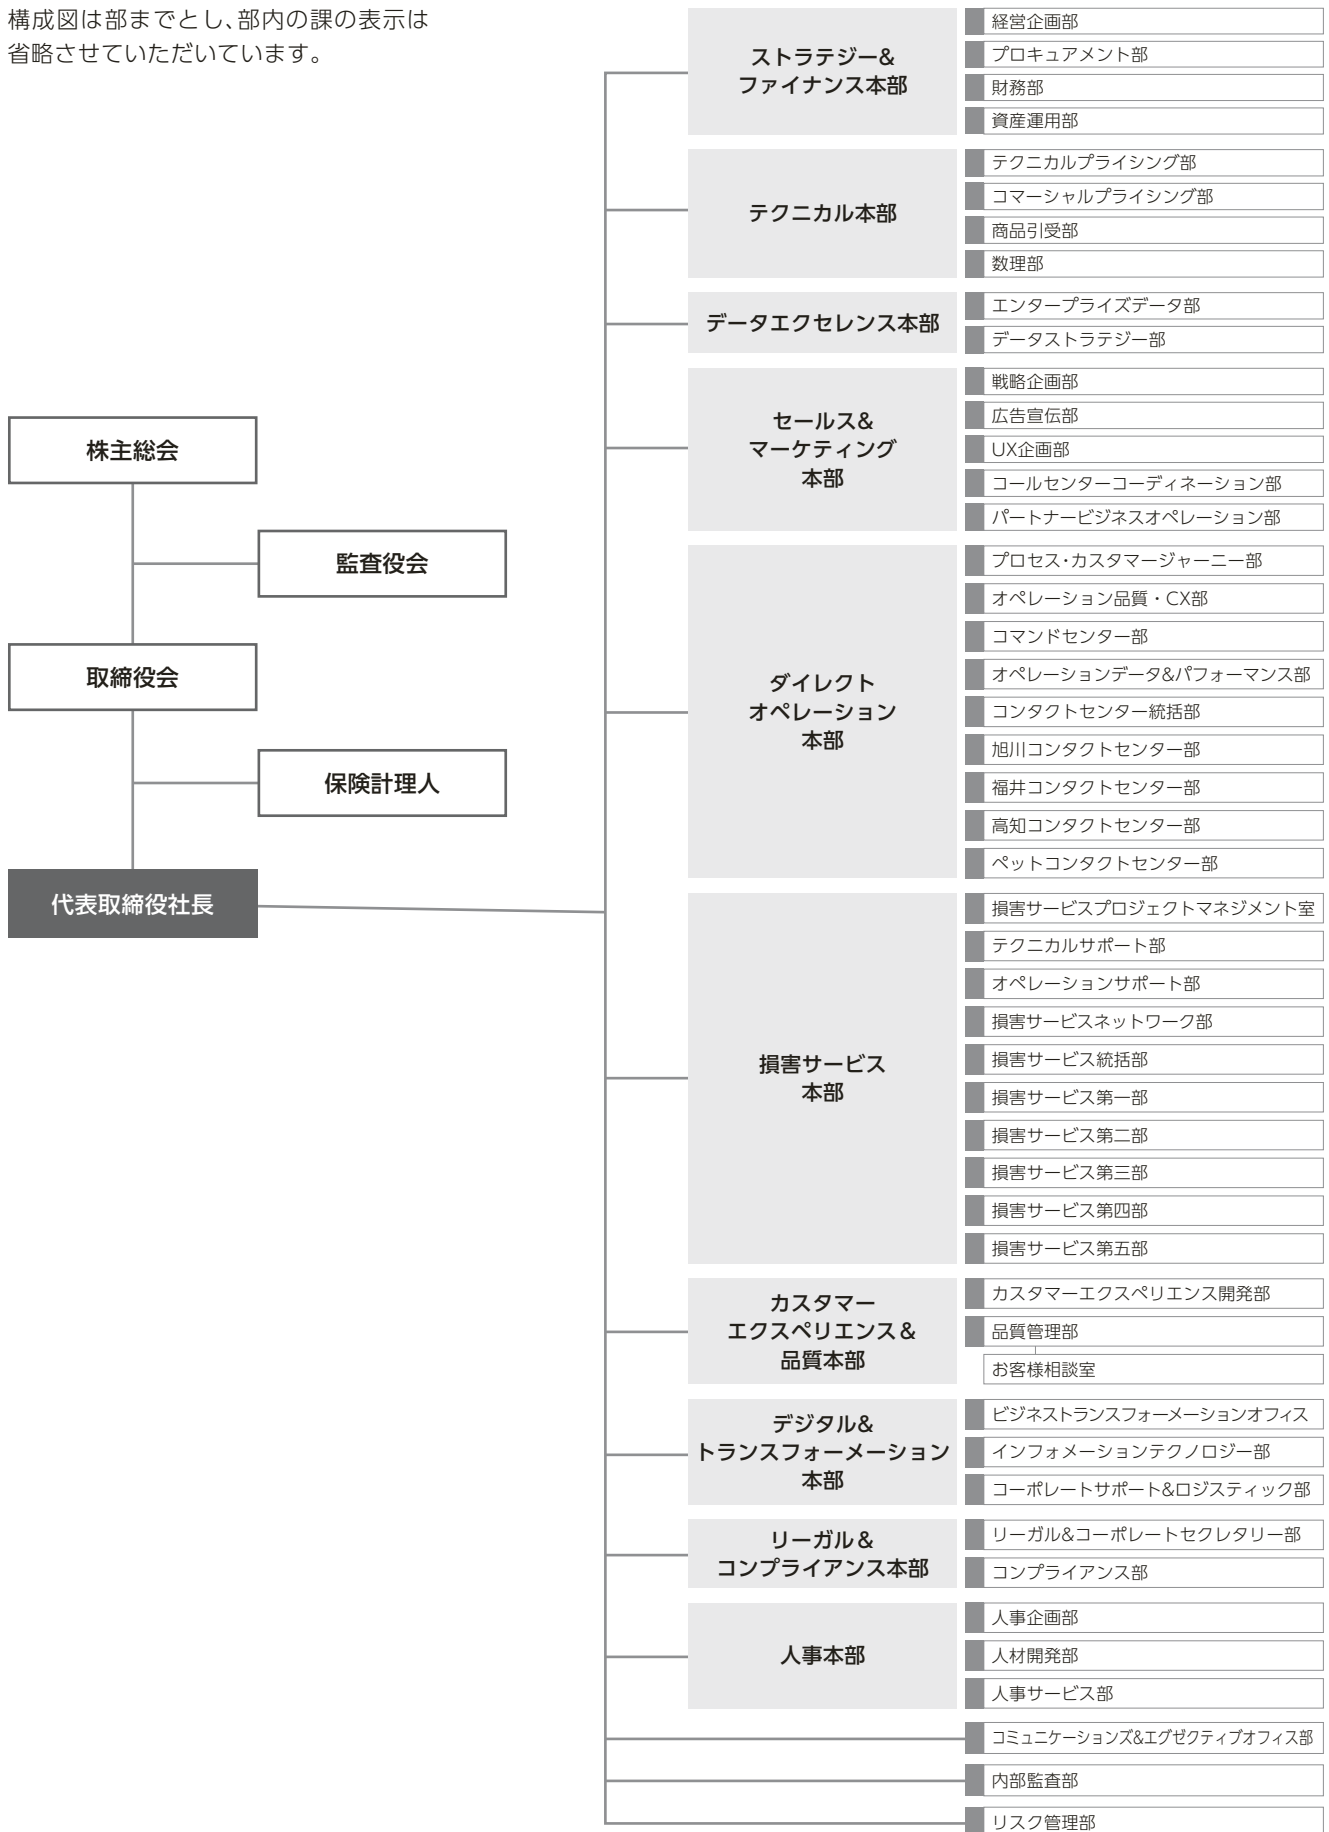 構成図は部までとし、部内の課の表示は
省略させていただいています。
株主総会
監査役会
取締役会
保険計理人
代表取締役社長
ストラテジー&
ファイナンス本部
経営企画部
プロキュアメント部
財務部
資産運用部
テクニカル本部
テクニカルプライシング部
コマーシャルプライシング部
商品引受部
数理部
データエクセレンス本部
エンタープライズデータ部
データストラテジー部
セールス&
マーケティング
本部
戦略企画部
広告宣伝部
UX企画部
コールセンターコーディネーション部
パートナービジネスオペレーション部
ダイレクト
オペレーション
本部
プロセス・カスタマージャーニー部
オペレーション品質・CX部
コマンドセンター部
オペレーションデータ&パフォーマンス部
コンタクトセンター統括部
旭川コンタクトセンター部
福井コンタクトセンター部
高知コンタクトセンター部
ペットコンタクトセンター部
損害サービス
本部
損害サービスプロジェクトマネジメント室
テクニカルサポート部
オペレーションサポート部
損害サービスネットワーク部
損害サービス統括部
損害サービス第一部
損害サービス第二部
損害サービス第三部
損害サービス第四部
損害サービス第五部
カスタマー
エクスペリエンス&
品質本部
カスタマーエクスペリエンス開発部
品質管理部
お客様相談室
デジタル&
トランスフォーメーション
本部
ビジネストランスフォーメーションオフィス
インフォメーションテクノロジー部
コーポレートサポート&ロジスティック部
リーガル&
コンプライアンス本部
リーガル&コーポレートセクレタリー部
コンプライアンス部
人事本部
人事企画部
人材開発部
人事サービス部
コミュニケーションズ&エグゼクティブオフィス部
内部監査部
リスク管理部